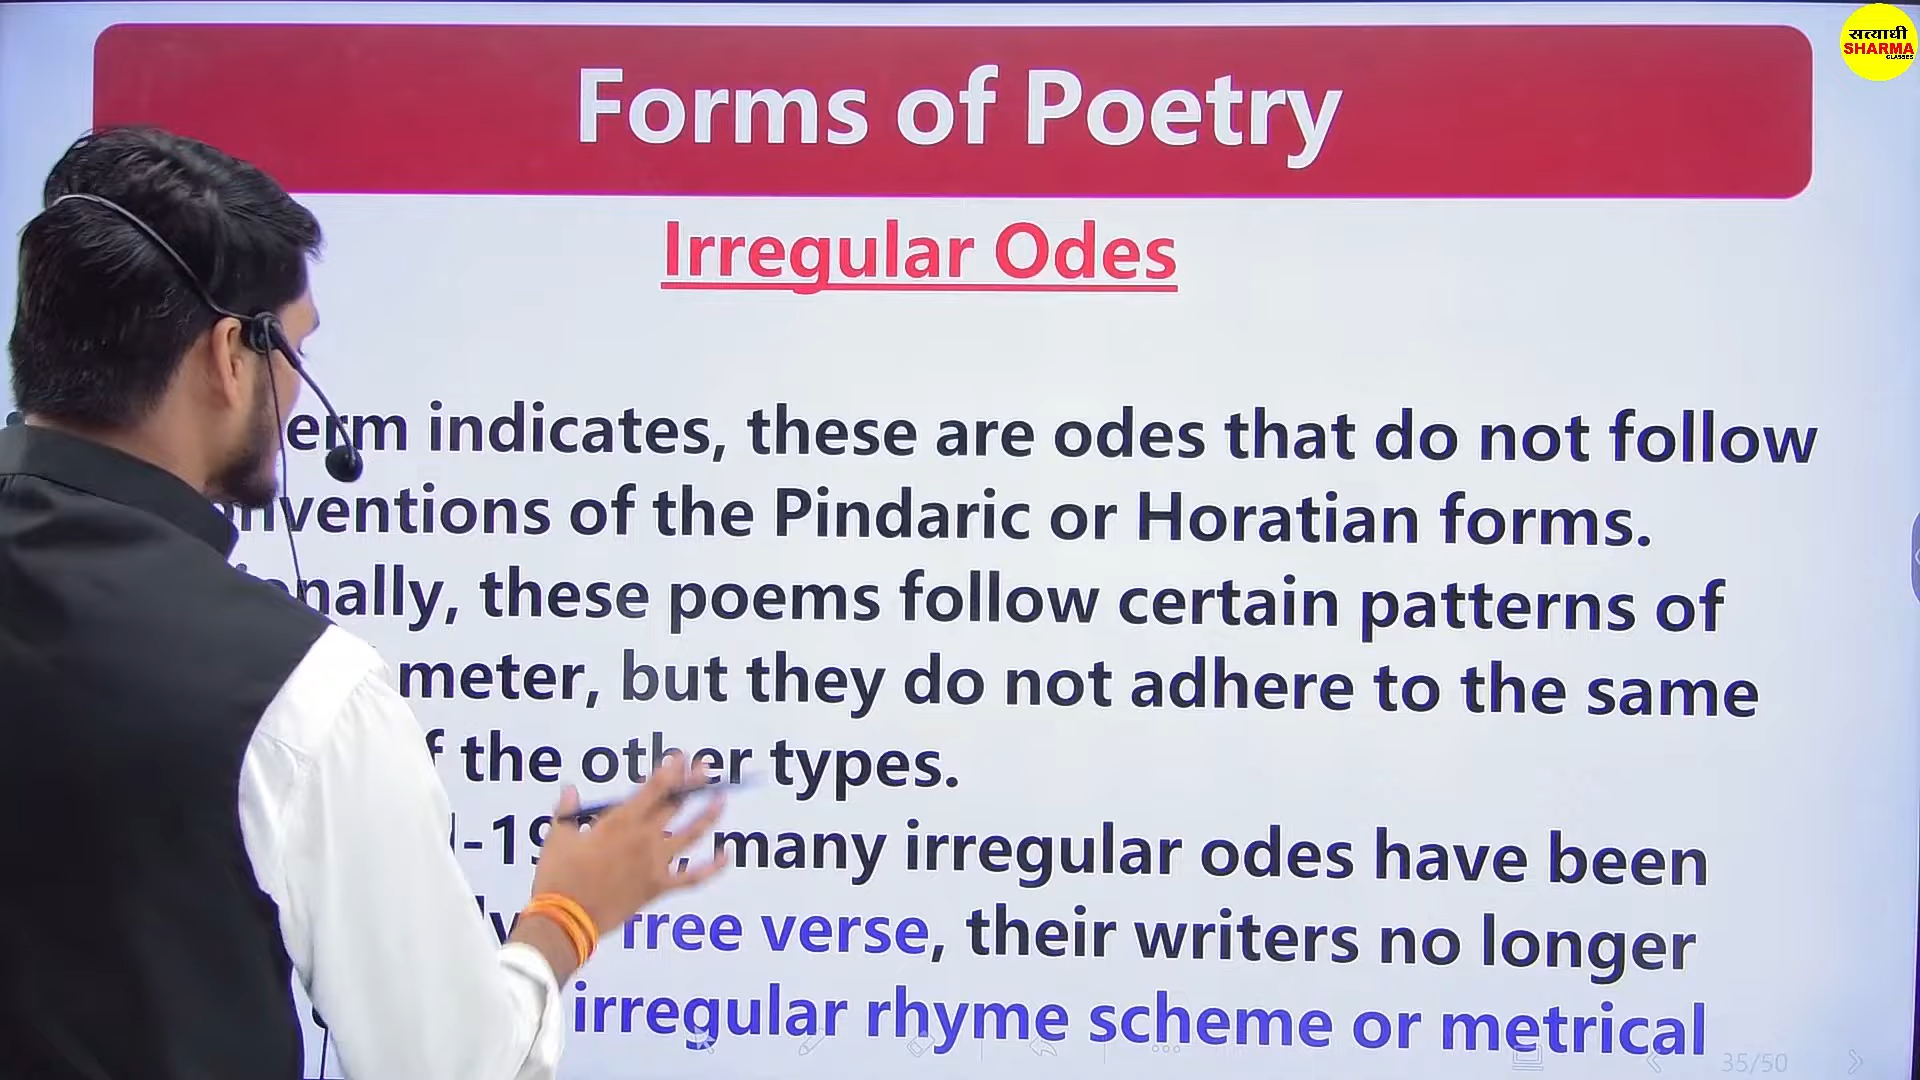 सत्यार्थी
SHARMA
CLASSES
Forms of Poetry
Irregular Odes
indicates, these are odes that do not follow
of the Pindaric or Horatian forms.
these poems follow certain patterns of
meter, but they do not adhere to the same
the other types.
many irregular odes have been
free verse, their writers no longer
irregular rhyme scheme or metrical
35/50